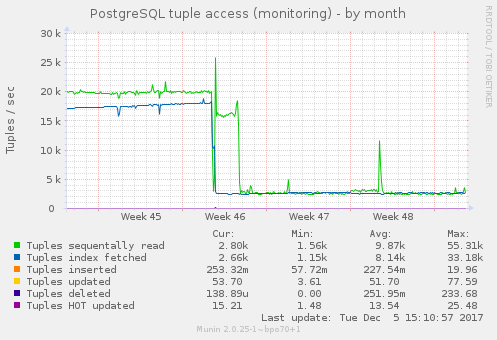 PostgreSQL tuple access (monitoring) - by month
RRDTOOL / TOBI OETIKER
Tuples / sec
30 k
25 k
20 k
15 k
10 k
5 k
0
Week 45 Week 46 Week 47 Week 48
Cur: Min: Avg: Max:
Tuples sequentally read 2.80k 1.56k 9.87k 55.31k
Tuples index fetched 2.66k 1.15k 8.14k 33.18k
Tuples inserted 253.32m 57.72m 227.54m 19.96
Tuples updated 53.70 3.61 51.70 77.59
Tuples deleted 138.89u 0.00 251.95m 233.68
Tuples HOT updated 15.21 1.48 13.54 25.48
Last update: Tue Dec 5 15:10:57 2017
Munin 2.0.25-1~bpo70+1